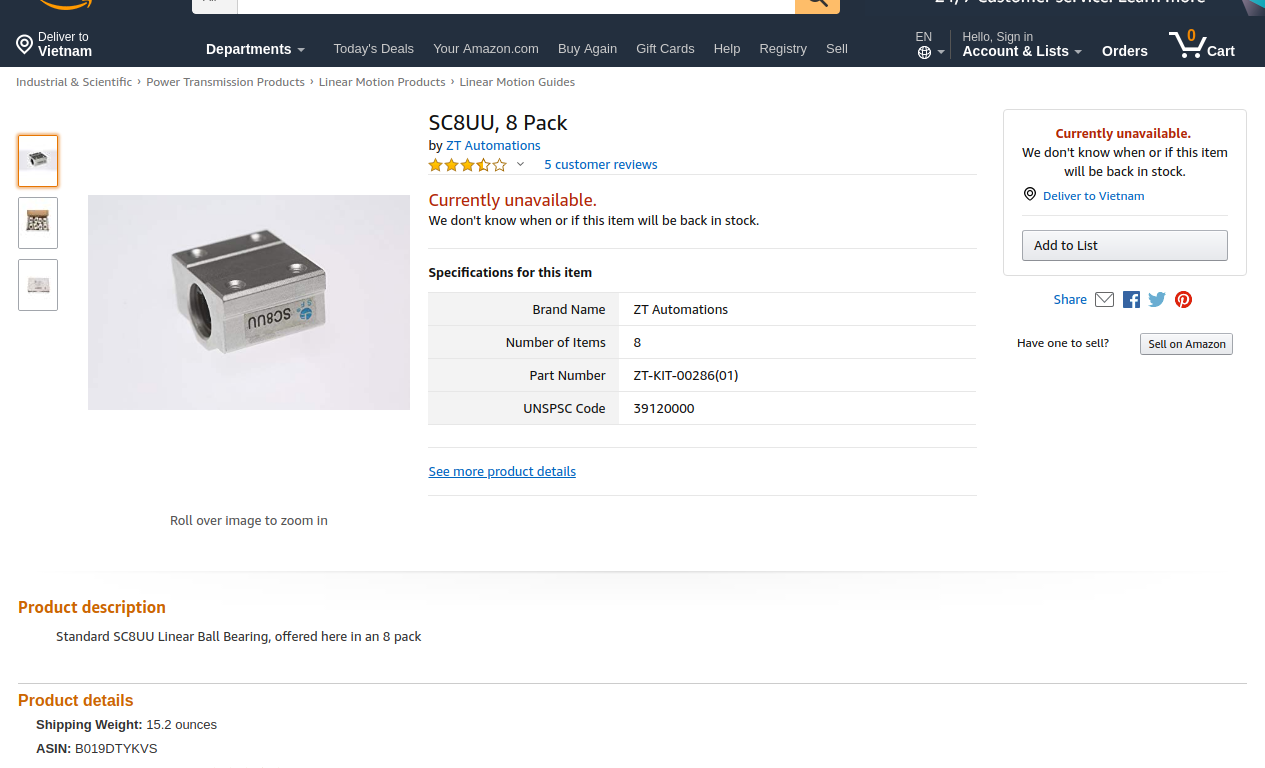 Deliver to
Vietnam
Departments
Today's Deals
Your Amazon.com
Buy Again
Gift Cards
Help
Registry
Sell
EN
Hello, Sign in
Account & Lists
Orders
0
Cart
Industrial & Scientific › Power Transmission Products › Linear Motion Products › Linear Motion Guides
SC8UU, 8 Pack
by ZT Automations
5 customer reviews
Currently unavailable.
We don't know when or if this item will be back in stock.
Specifications for this item
Brand Name ZT Automations
Number of Items 8
Part Number ZT-KIT-00286(01)
UNSPSC Code 39120000
See more product details
SC8UU
Roll over image to zoom in
Currently unavailable.
We don't know when or if this item
will be back in stock.
Deliver to Vietnam
Add to List
Share
Have one to sell?
Sell on Amazon
Product description
Standard SC8UU Linear Ball Bearing, offered here in an 8 pack
Product details
Shipping Weight: 15.2 ounces
ASIN: B019DTYKVS